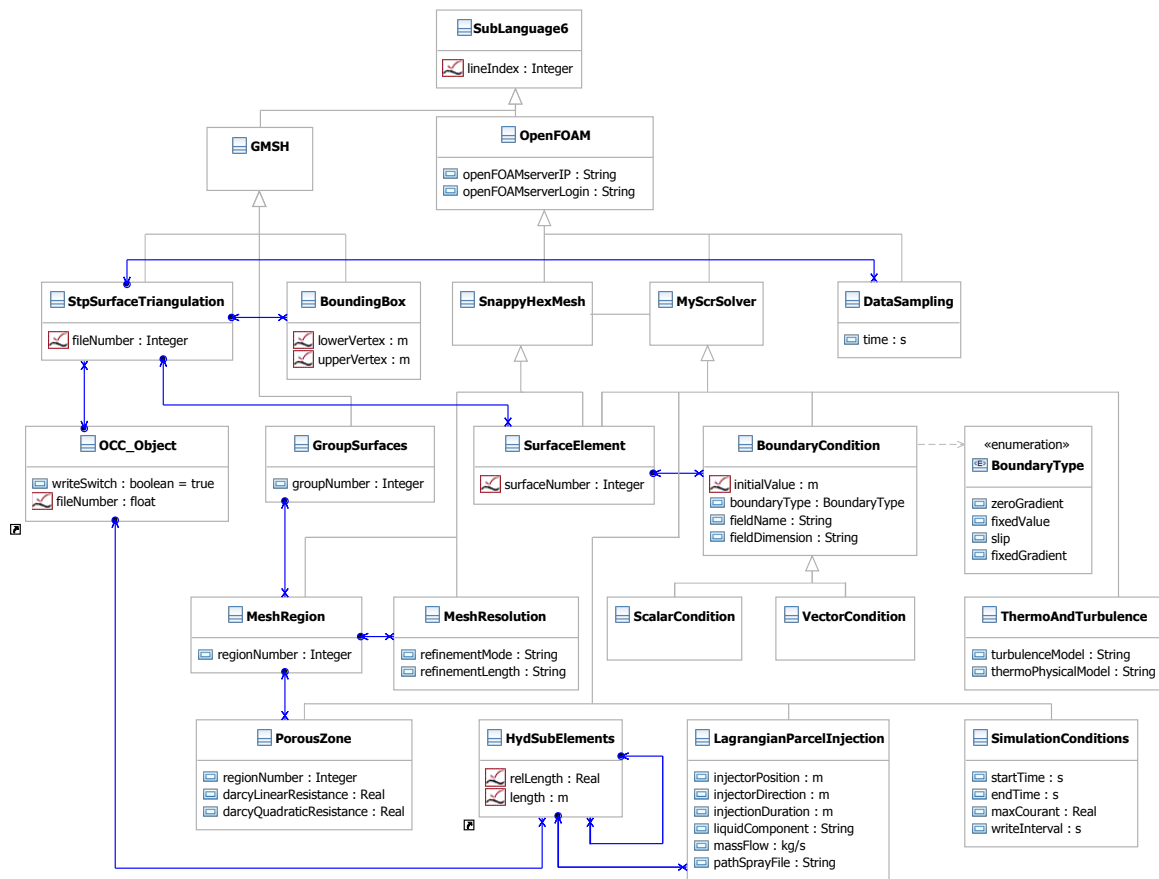 SubLanguage6
lineIndex : Integer
GMSH
OpenFOAM
openFOAMserverIP : String
openFOAMserverLogin : String
StpSurfaceTriangulation
fileNumber : Integer
BoundingBox
lowerVertex : m
upperVertex : m
SnappyHexMesh
MyScrSolver
DataSampling
time : s
OCC_Object
writeSwitch : boolean = true
fileNumber : float
GroupSurfaces
groupNumber : Integer
SurfaceElement
surfaceNumber : Integer
BoundaryCondition
initialValue : m
boundaryType : BoundaryType
fieldName : String
fieldDimension : String
«enumeration»
BoundaryType
zeroGradient
fixedValue
slip
fixedGradient
MeshRegion
regionNumber : Integer
MeshResolution
refinementMode : String
refinementLength : String
ScalarCondition
VectorCondition
ThermoAndTurbulence
turbulenceModel : String
thermoPhysicalModel : String
PorousZone
regionNumber : Integer
darcyLinearResistance : Real
darcyQuadraticResistance : Real
HydSubElements
relLength : Real
length : m
LagrangianParcelInjection
injectorPosition : m
injectorDirection : m
injectionDuration : m
liquidComponent : String
massFlow : kg/s
pathSprayFile : String
SimulationConditions
startTime : s
endTime : s
maxCourant : Real
writeInterval : s